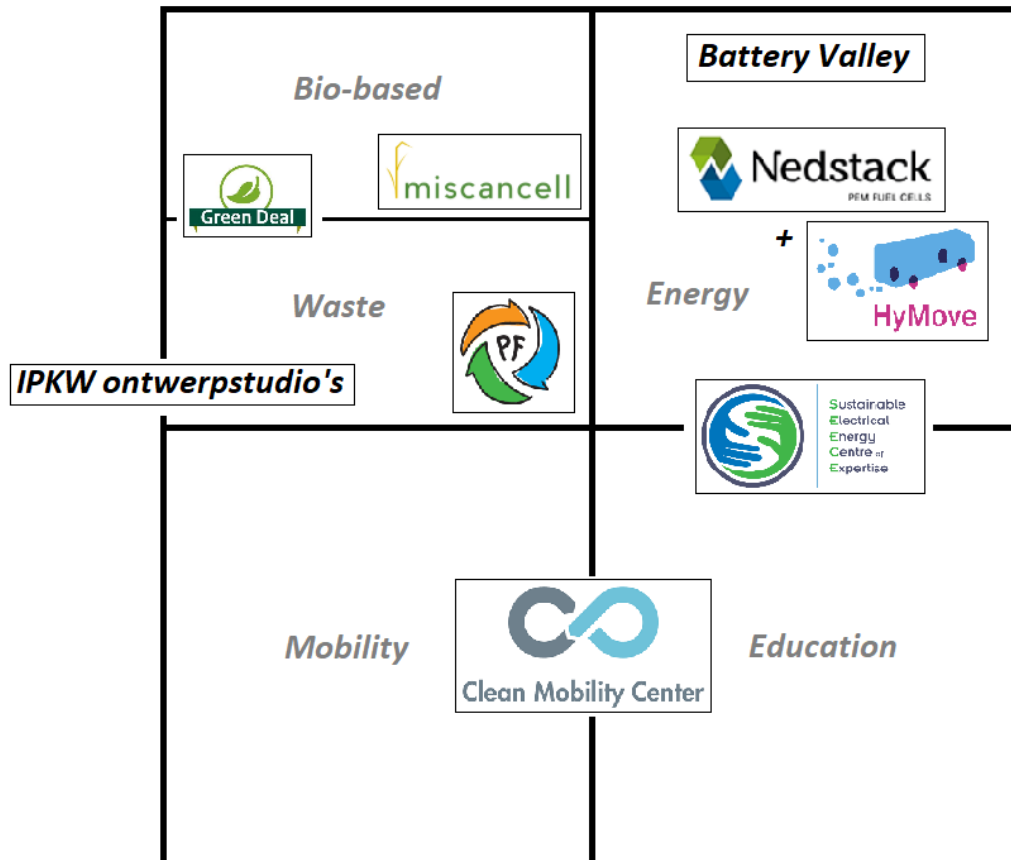 Battery Valley
Bio-based
miscancell
Nedstack
PEM FUEL CELLS
Green Deal
+
Waste
PF
Energy
HyMove
IPKW ontwerpstudio's
Sustainable
Electrical
Energy
Centre of
Expertise
Mobility
Clean Mobility Center
Education